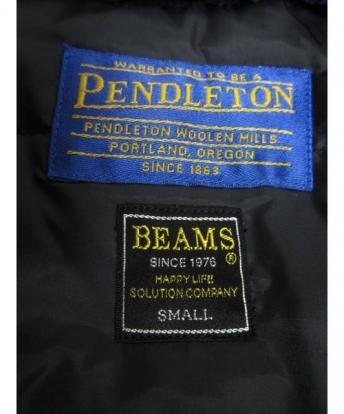 WARRANTED TO BE A
PENDLETON
PENDLETON WOOLEN MILLS
PORTLAND, OREGON
SINCE 1863
BEAMS
SINCE 1976 ®
HAPPY LIFE
SOLUTION COMPANY
SMALL